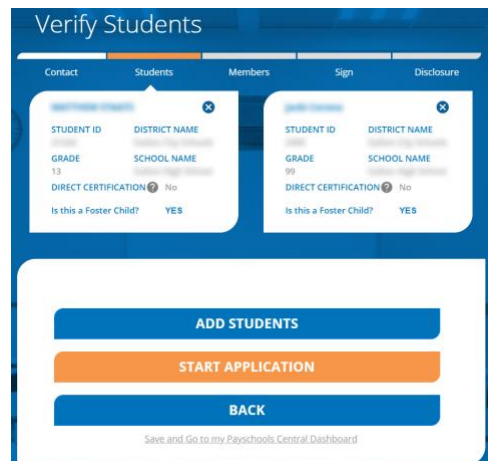 Verify Students
Contact Students Members Sign Disclosure
STUDENT ID DISTRICT NAME
GRADE SCHOOL NAME
13
DIRECT CERTIFICATION ? No
Is this a Foster Child? YES
STUDENT ID DISTRICT NAME
GRADE SCHOOL NAME
99
DIRECT CERTIFICATION ? No
Is this a Foster Child? YES
ADD STUDENTS
START APPLICATION
BACK
Save and Go to my Payschools Central Dashboard